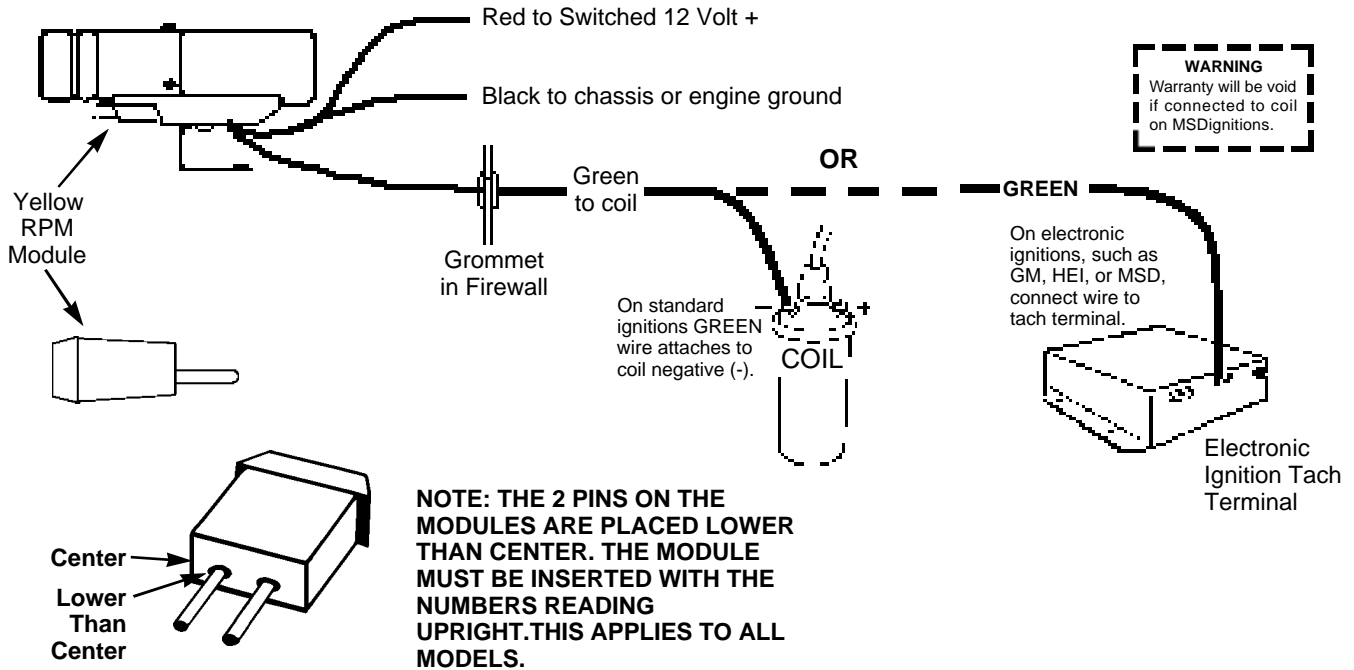 Red to Switched 12 Volt +
Black to chassis or engine ground
WARNING
Warranty will be void
if connected to coil
on MSDignitions.
OR
Green
to coil
GREEN
Yellow
RPM
Module
Grommet
in Firewall
On standard
ignitions GREEN
wire attaches to
coil negative (-).
- +
COIL
On electronic
ignitions, such as
GM, HEI, or MSD,
connect wire to
tach terminal.
Electronic
Ignition Tach
Terminal
Center
Lower
Than
Center
NOTE: THE 2 PINS ON THE
MODULES ARE PLACED LOWER
THAN CENTER. THE MODULE
MUST BE INSERTED WITH THE
NUMBERS READING
UPRIGHT.THIS APPLIES TO ALL
MODELS.